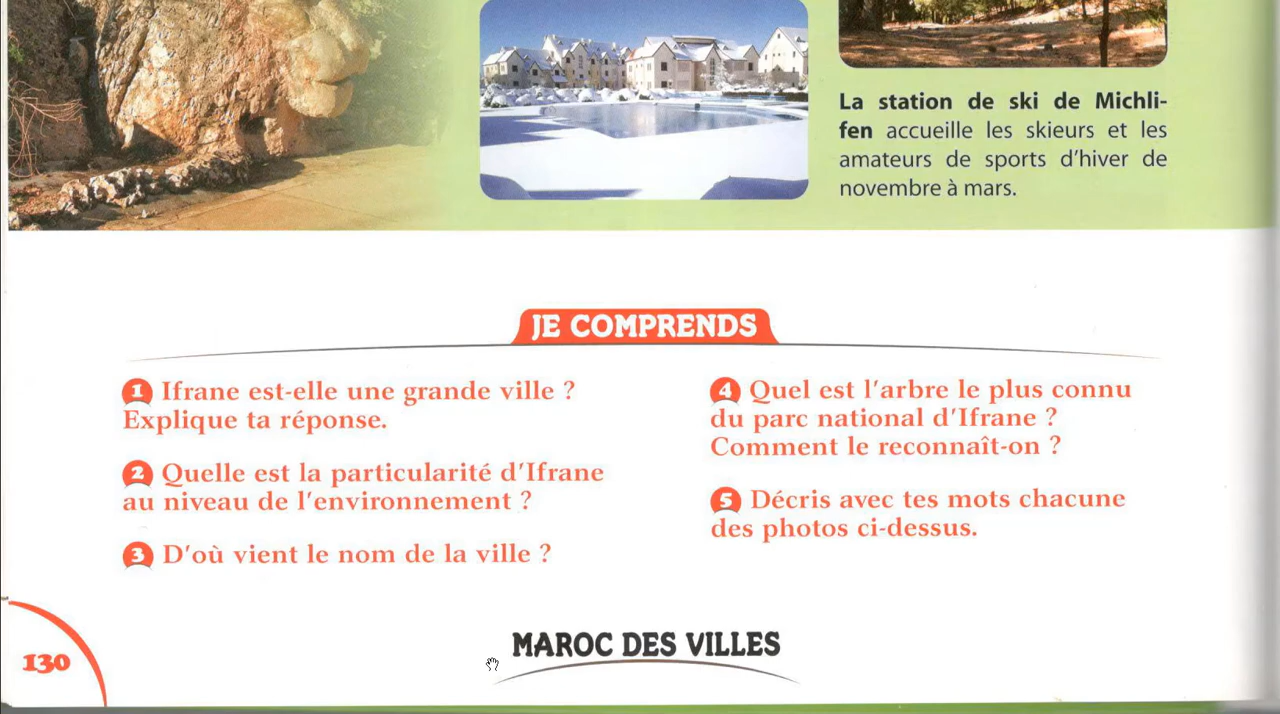 La station de ski de Michli-
fen accueille les skieurs et les
amateurs de sports d'hiver de
novembre à mars.
JE COMPRENDS
1 Ifrane est-elle une grande ville ?
Explique ta réponse.
2 Quelle est la particularité d'Ifrane
au niveau de l'environnement ?
3 D'où vient le nom de la ville ?
4 Quel est l'arbre le plus connu
du parc national d'Ifrane ?
Comment le reconnaît-on ?
5 Décris avec tes mots chacune
des photos ci-dessus.
130
MAROC DES VILLES